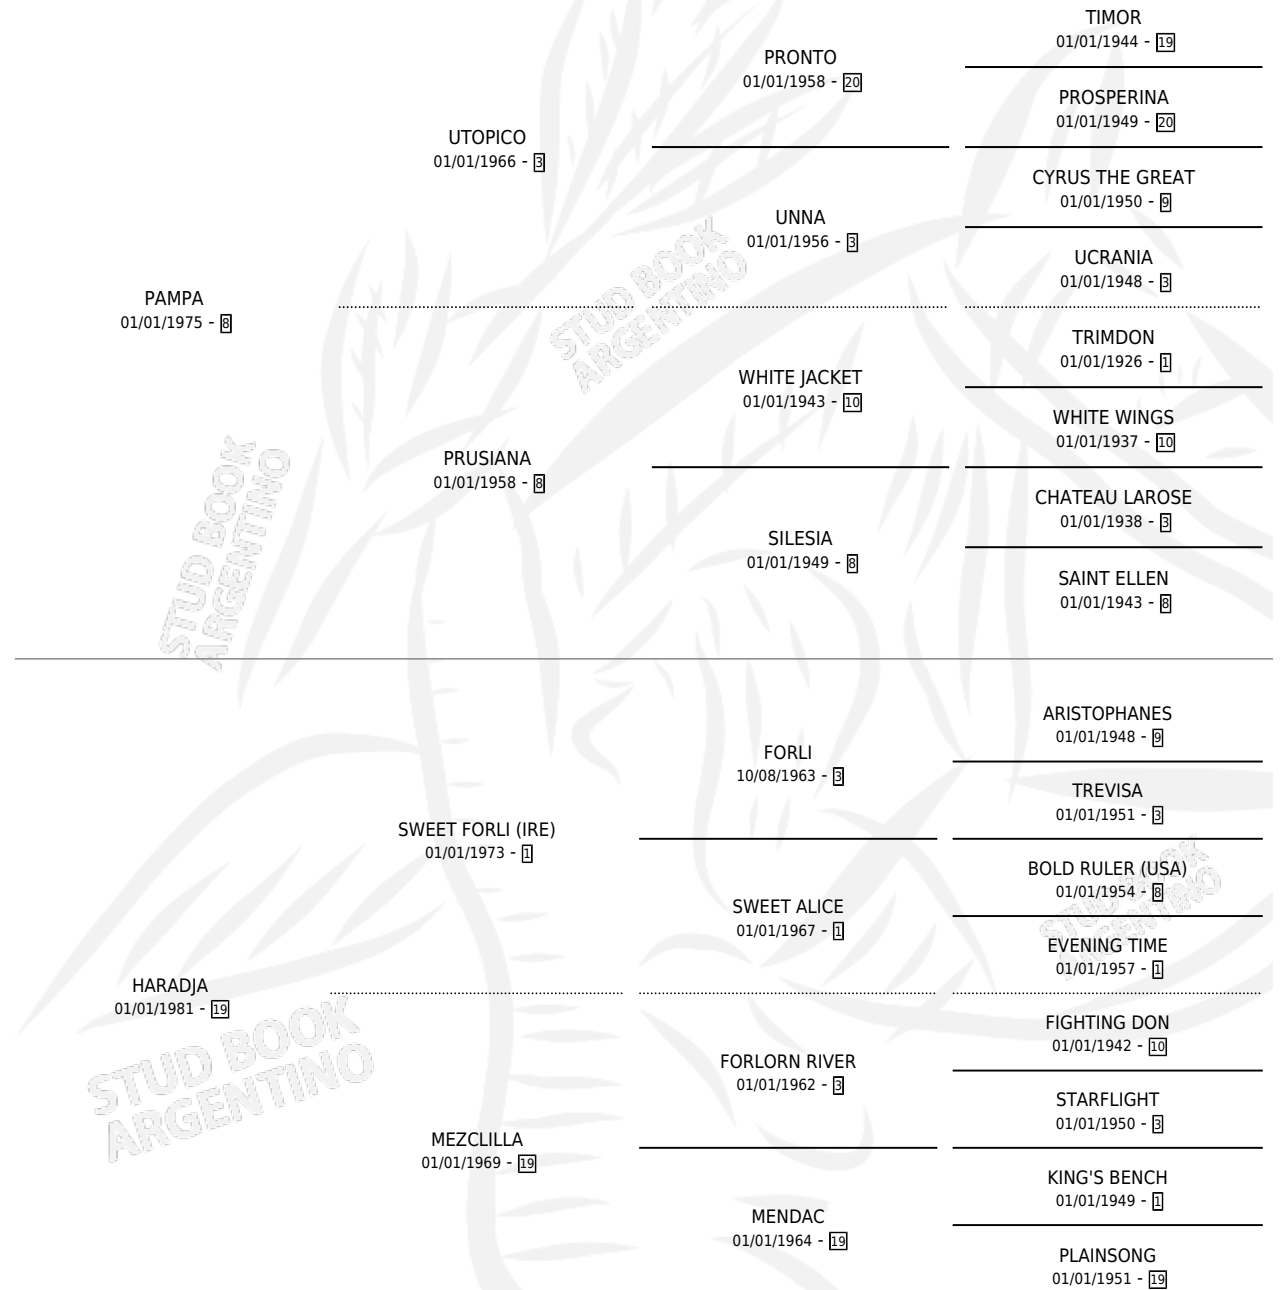 TIMOR
01/01/1944 - 19
PRONTO
01/01/1958 - 20
PROSPERINA
01/01/1949 - 20
UTOPICO
01/01/1966 - 3
CYRUS THE GREAT
01/01/1950 - 9
UNNA
01/01/1956 - 3
UCRANIA
01/01/1948 - 3
PAMPA
01/01/1975 - 8
TRIMDON
01/01/1926 - 1
WHITE JACKET
01/01/1943 - 10
WHITE WINGS
01/01/1937 - 10
PRUSIANA
01/01/1958 - 8
CHATEAU LAROSE
01/01/1938 - 3
SILESIA
01/01/1949 - 8
SAINT ELLEN
01/01/1943 - 8
STUD BOOK
ARGENTINO
STUD BOOK
ARGENTINO
ARISTOPHANES
01/01/1948 - 9
FORLI
10/08/1963 - 3
TREVISA
01/01/1951 - 3
SWEET FORLI (IRE)
01/01/1973 - 1
BOLD RULER (USA)
01/01/1954 - 8
SWEET ALICE
01/01/1967 - 1
EVENING TIME
01/01/1957 - 1
HARADJA
01/01/1981 - 19
FIGHTING DON
01/01/1942 - 10
FORLORN RIVER
01/01/1962 - 3
STARFLIGHT
01/01/1950 - 3
MEZCLILLA
01/01/1969 - 19
KING'S BENCH
01/01/1949 - 1
MENDAC
01/01/1964 - 19
PLAINSONG
01/01/1951 - 19
STUD BOOK
ARGENTINO
STUD BOOK
ARGENTINO